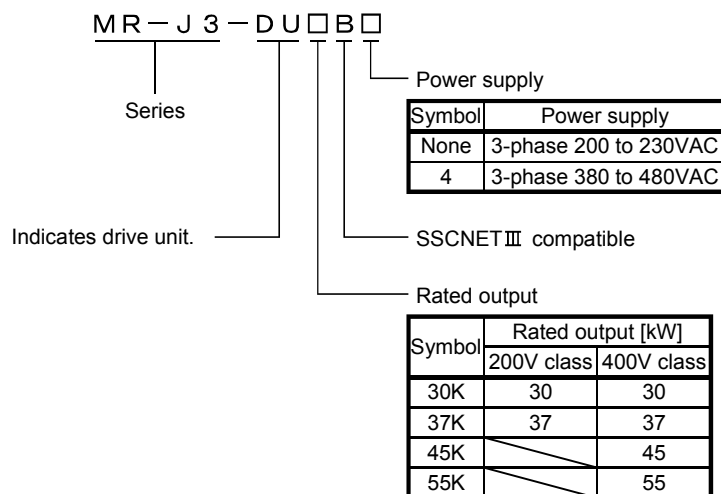 MR-J3-DU□B□
Power supply
Series
Symbol Power supply
None 3-phase 200 to 230VAC
4 3-phase 380 to 480VAC
Indicates drive unit.
SSCNETⅢ compatible
Rated output
Symbol Rated output [kW]
200V class 400V class
30K 30 30
37K 37 37
45K 45
55K 55